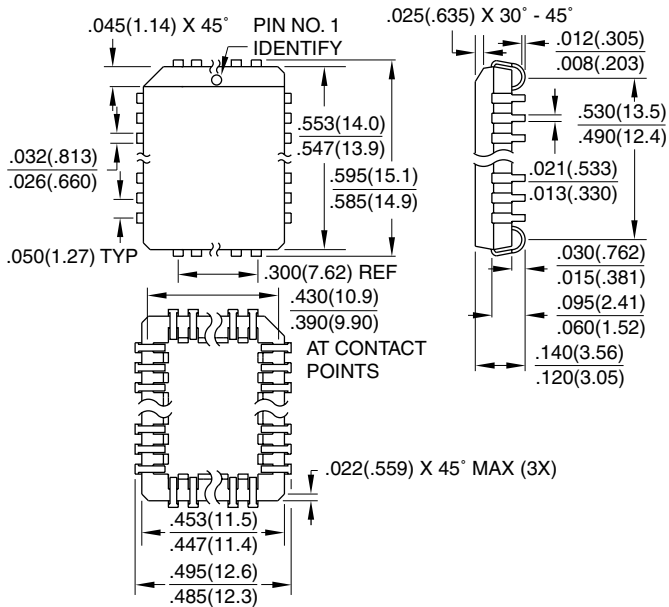 .045(1.14) X 45˚
PIN NO. 1
IDENTIFY
.025(.635) X 30˚ - 45˚
.012(.305)
.008(.203)
.553(14.0)
.547(13.9)
.595(15.1)
.585(14.9)
.032(.813)
.026(.660)
.050(1.27) TYP
.530(13.5)
.490(12.4)
.021(.533)
.013(.330)
.300(7.62) REF
.430(10.9)
.390(9.90)
AT CONTACT
POINTS
.030(.762)
.015(.381)
.095(2.41)
.060(1.52)
.140(3.56)
.120(3.05)
.022(.559) X 45˚ MAX (3X)
.453(11.5)
.447(11.4)
.495(12.6)
.485(12.3)